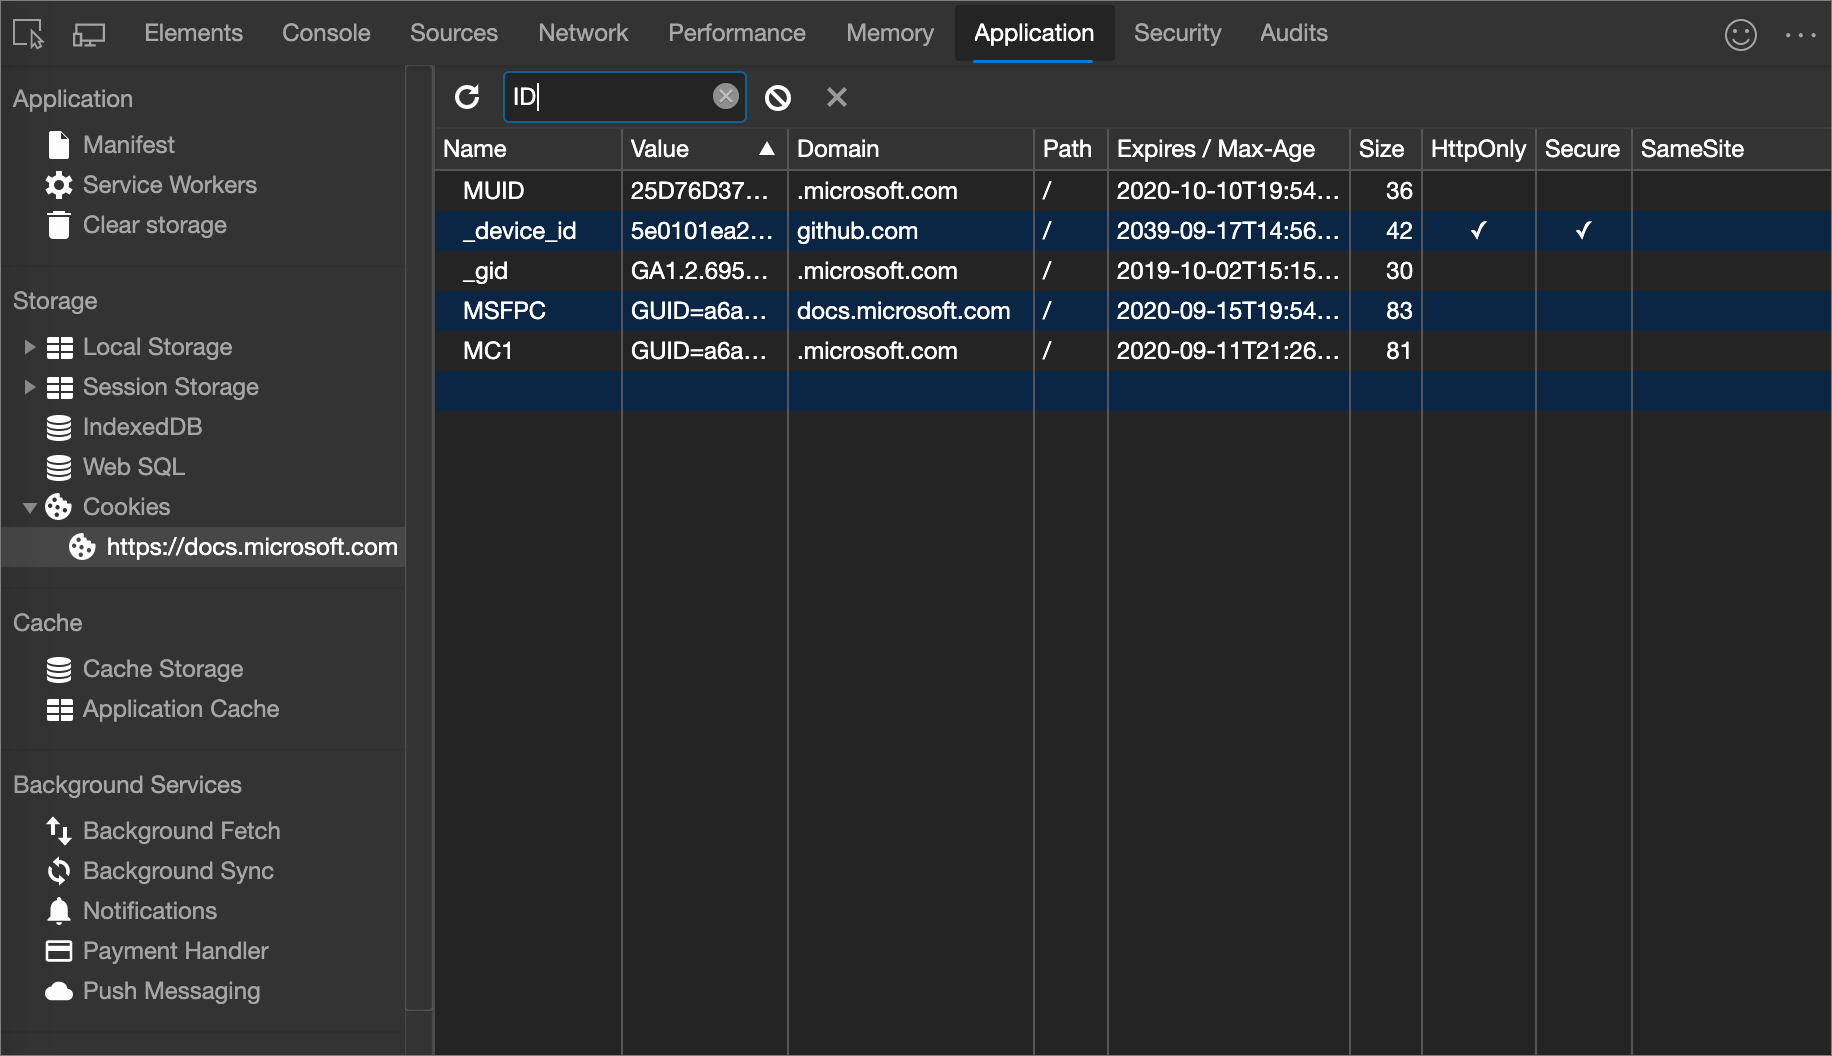 Elements Console Sources Network Performance Memory Application Security Audits
Application
Manifest
Service Workers
Clear storage
Storage
Local Storage
Session Storage
IndexedDB
Web SQL
Cookies
https://docs.microsoft.com
Cache
Cache Storage
Application Cache
Background Services
Background Fetch
Background Sync
Notifications
Payment Handler
Push Messaging
ID
Name Value ▲ Domain Path Expires / Max-Age Size HttpOnly Secure SameSite
MUID 25D76D37... .microsoft.com / 2020-10-10T19:54... 36
_device_id 5e0101ea2... github.com / 2039-09-17T14:56... 42 ✓ ✓
_gid GA1.2.695... .microsoft.com / 2019-10-02T15:15... 30
MSFPC GUID=a6a... docs.microsoft.com / 2020-09-15T19:54... 83
MC1 GUID=a6a... .microsoft.com / 2020-09-11T21:26... 81